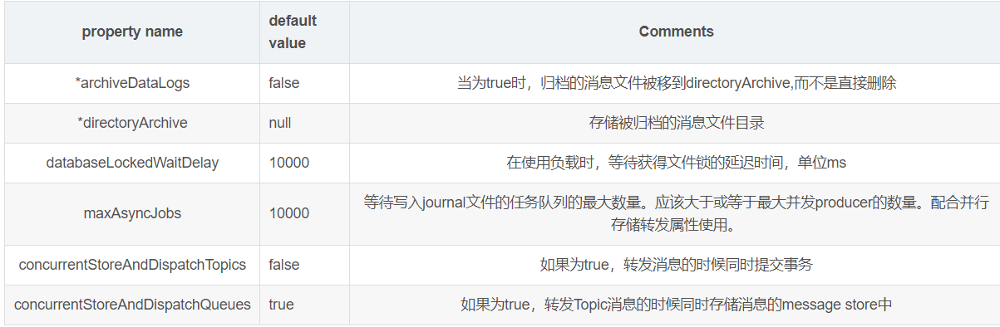 property name
default
value
Comments
*archiveDataLogs
false
当为true时，归档的消息文件被移到directoryArchive,而不是直接删除
*directoryArchive
null
存储被归档的消息文件目录
databaseLockedWaitDelay
10000
在使用负载时，等待获得文件锁的延迟时间，单位ms
maxAsyncJobs
10000
等待写入journal文件的任务队列的最大数量。应该大于或等于最大并发producer的数量。配合并行
存储转发属性使用。
concurrentStoreAndDispatchTopics
false
如果为true，转发消息的时候同时提交事务
concurrentStoreAndDispatchQueues
true
如果为true，转发Topic消息的时候同时存储消息的message store中